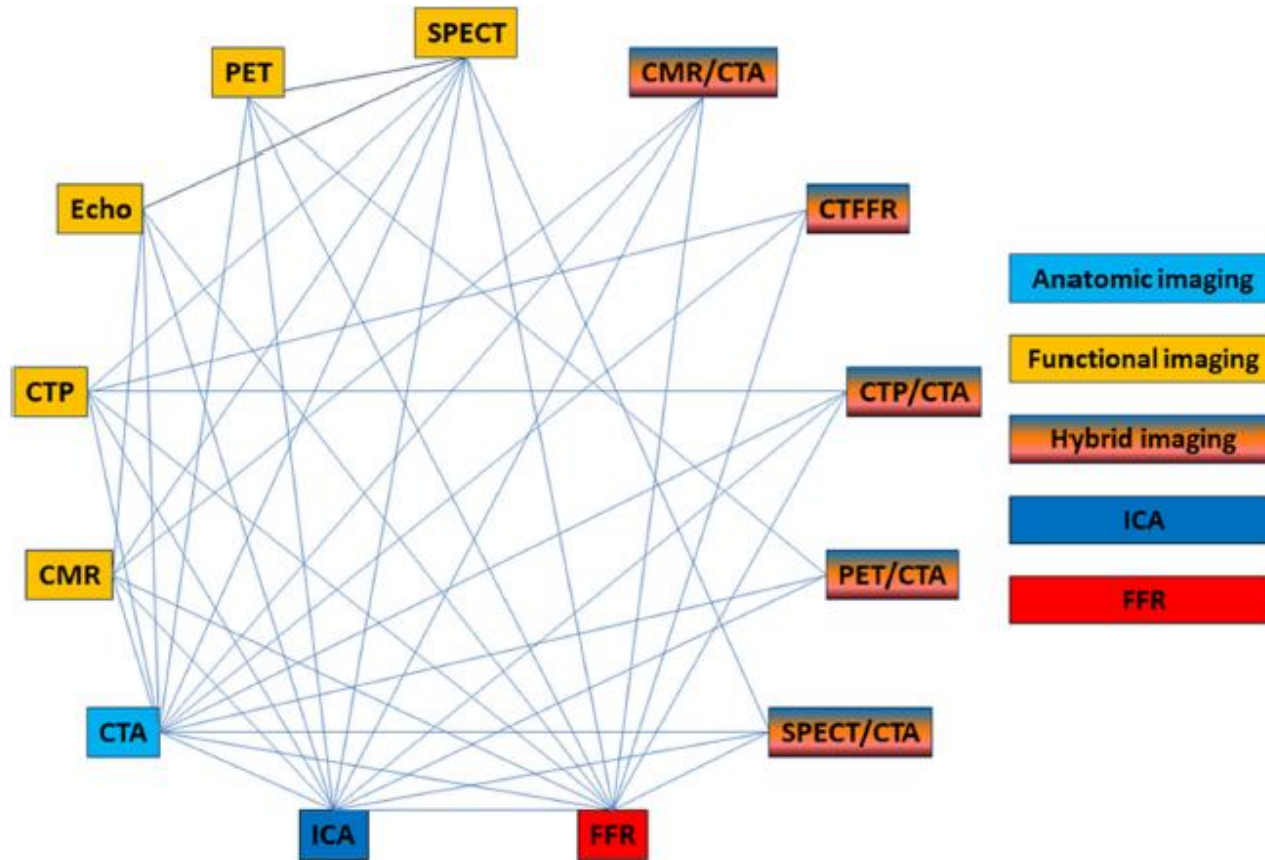 SPECT
PET
CMR/CTA
Echo
CTFFR
CTP
CTP/CTA
CMR
PET/CTA
CTA
SPECT/CTA
ICA
FFR
Anatomic imaging
Functional imaging
Hybrid imaging
ICA
FFR